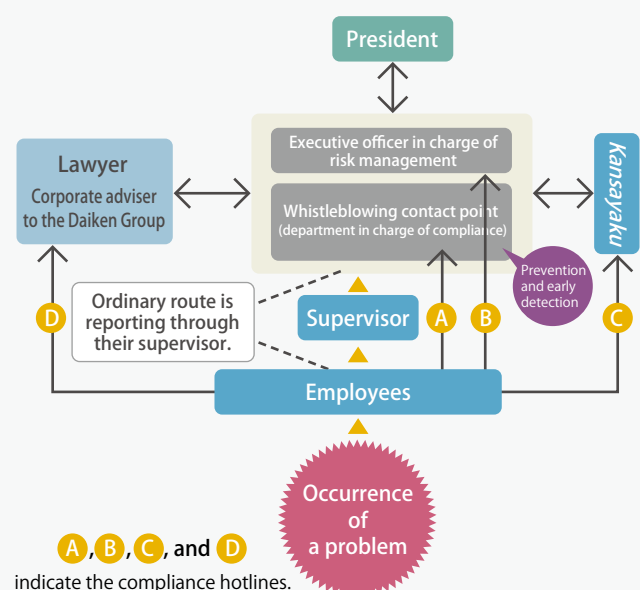 President
Executive officer in charge of
risk management
Lawyer
Corporate adviser
to the Daiken Group
Whistleblowing contact point
(department in charge of compliance)
Kansayaku
Prevention
and early
detection
Ordinary route is
reporting through
their supervisor.
D
Supervisor
A
B
C
Employees
Occurrence
of
a problem
A, B, C, and D
indicate the compliance hotlines.